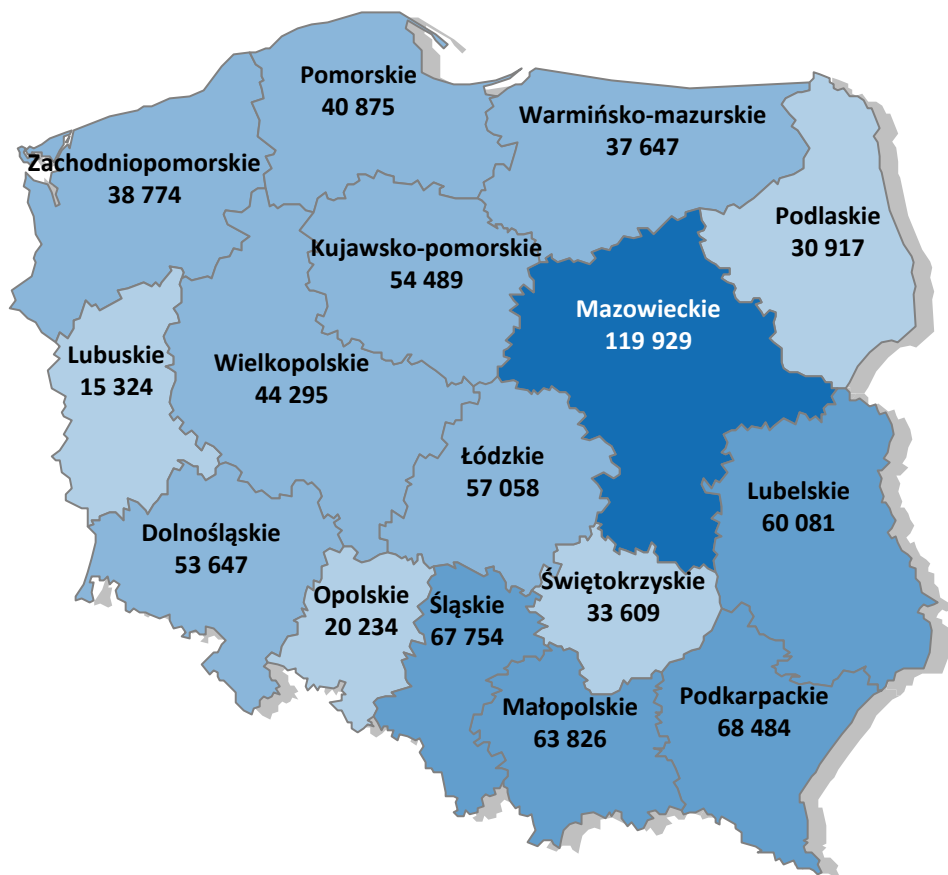 Pomorskie
40 875
Warmińsko-mazurskie
37 647
Zachodniopomorskie
38 774
Podlaskie
30 917
Kujawsko-pomorskie
54 489
Mazowieckie
119 929
Lubuskie
15 324
Wielkopolskie
44 295
Łódzkie
57 058
Lubelskie
60 081
Dolnośląskie
53 647
Opolskie
20 234
Śląskie
67 754
Świętokrzyskie
33 609
Małopolskie
63 826
Podkarpackie
68 484